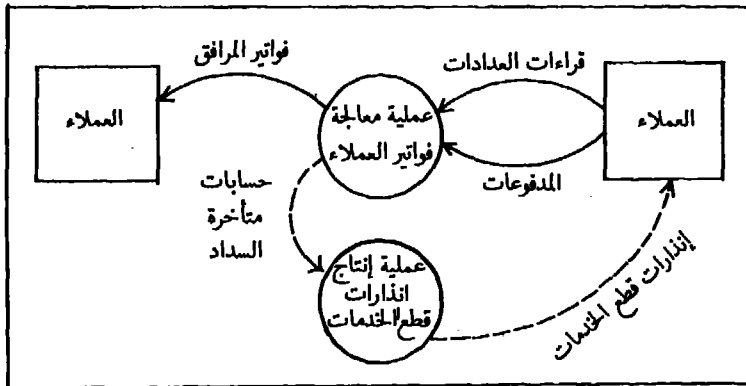 فواتير المرافق
قراءات العدادات
العملاء
عملية معالجة
فواتير العملاء
العملاء
المدفوعات
حسابات
متأخرة
السداد
عملية إنتاج
انذارات
قطع الخدمات
إنذارات قطع الخدمات